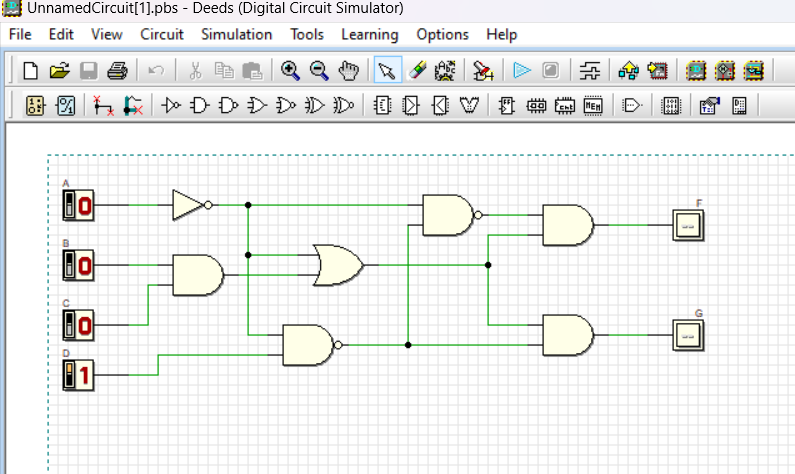 UnnamedCircuit[1].pbs - Deeds (Digital Circuit Simulator)
File Edit View Circuit Simulation Tools Learning Options Help
A
0
F
B
0
C
0
G
D
1